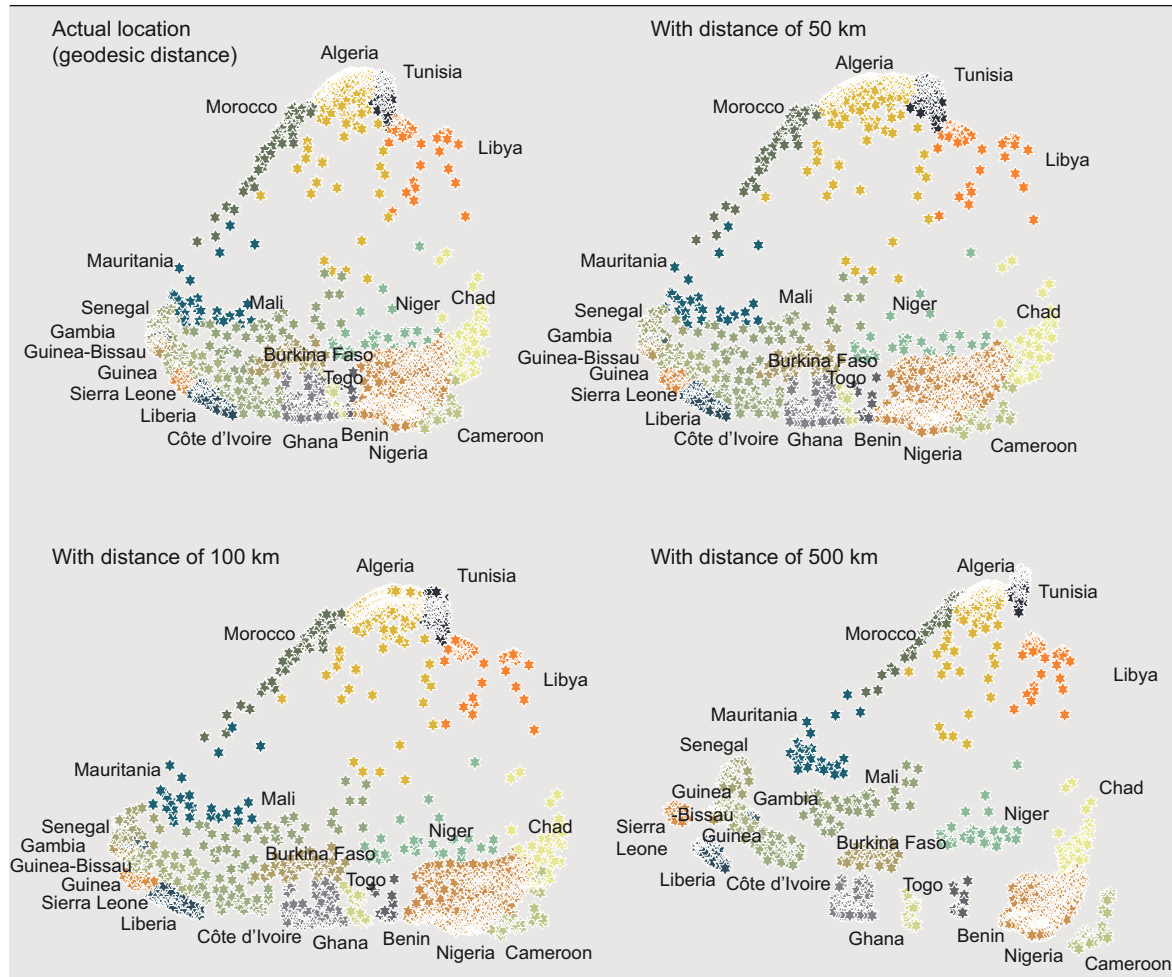 Actual location
(geodesic distance)
Algeria
Tunisia
Morocco
Libya
Mauritania
Senegal
Mali
Niger
Chad
Gambia
Guinea-Bissau
Burkina Faso
Guinea
Togo
Sierra Leone
Liberia
Côte d'Ivoire
Ghana
Benin
Nigeria
Cameroon
With distance of 50 km
Algeria
Tunisia
Morocco
Libya
Mauritania
Senegal
Mali
Niger
Chad
Gambia
Guinea-Bissau
Burkina Faso
Guinea
Togo
Sierra Leone
Liberia
Côte d'Ivoire
Ghana
Benin
Nigeria
Cameroon
With distance of 100 km
Algeria
Tunisia
Morocco
Libya
Mauritania
Mali
Senegal
Niger
Chad
Gambia
Guinea-Bissau
Burkina Faso
Guinea
Togo
Sierra Leone
Liberia
Côte d'Ivoire
Ghana
Benin
Nigeria
Cameroon
With distance of 500 km
Algeria
Tunisia
Morocco
Libya
Mauritania
Senegal
Mali
Chad
Guinea
-Bissau
Gambia
Niger
Sierra
Leone
Guinea
Burkina Faso
Liberia
Côte d'Ivoire
Togo
Ghana
Benin
Nigeria
Cameroon